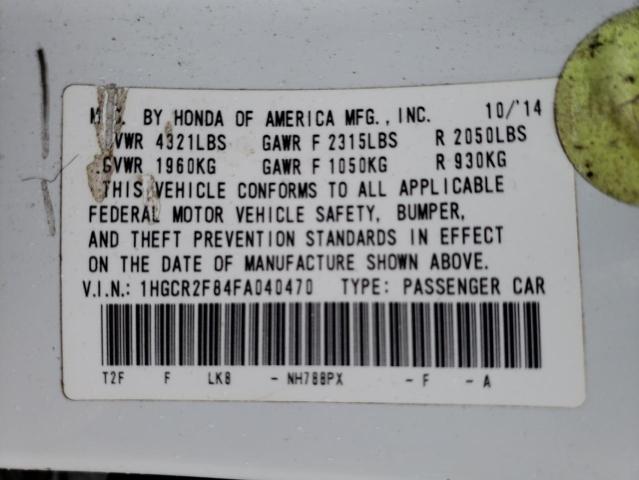 MFD. BY HONDA OF AMERICA MFG., INC. 10/'14
GVWR 4321LBS GAWR F 2315LBS R 2050LBS
GVWR 1960KG GAWR F 1050KG R 930KG
THIS VEHICLE CONFORMS TO ALL APPLICABLE
FEDERAL MOTOR VEHICLE SAFETY, BUMPER,
AND THEFT PREVENTION STANDARDS IN EFFECT
ON THE DATE OF MANUFACTURE SHOWN ABOVE.
V.I.N.: 1HGCR2F84FA040470 TYPE: PASSENGER CAR
T2F F LK8 - NH788PX - F - A